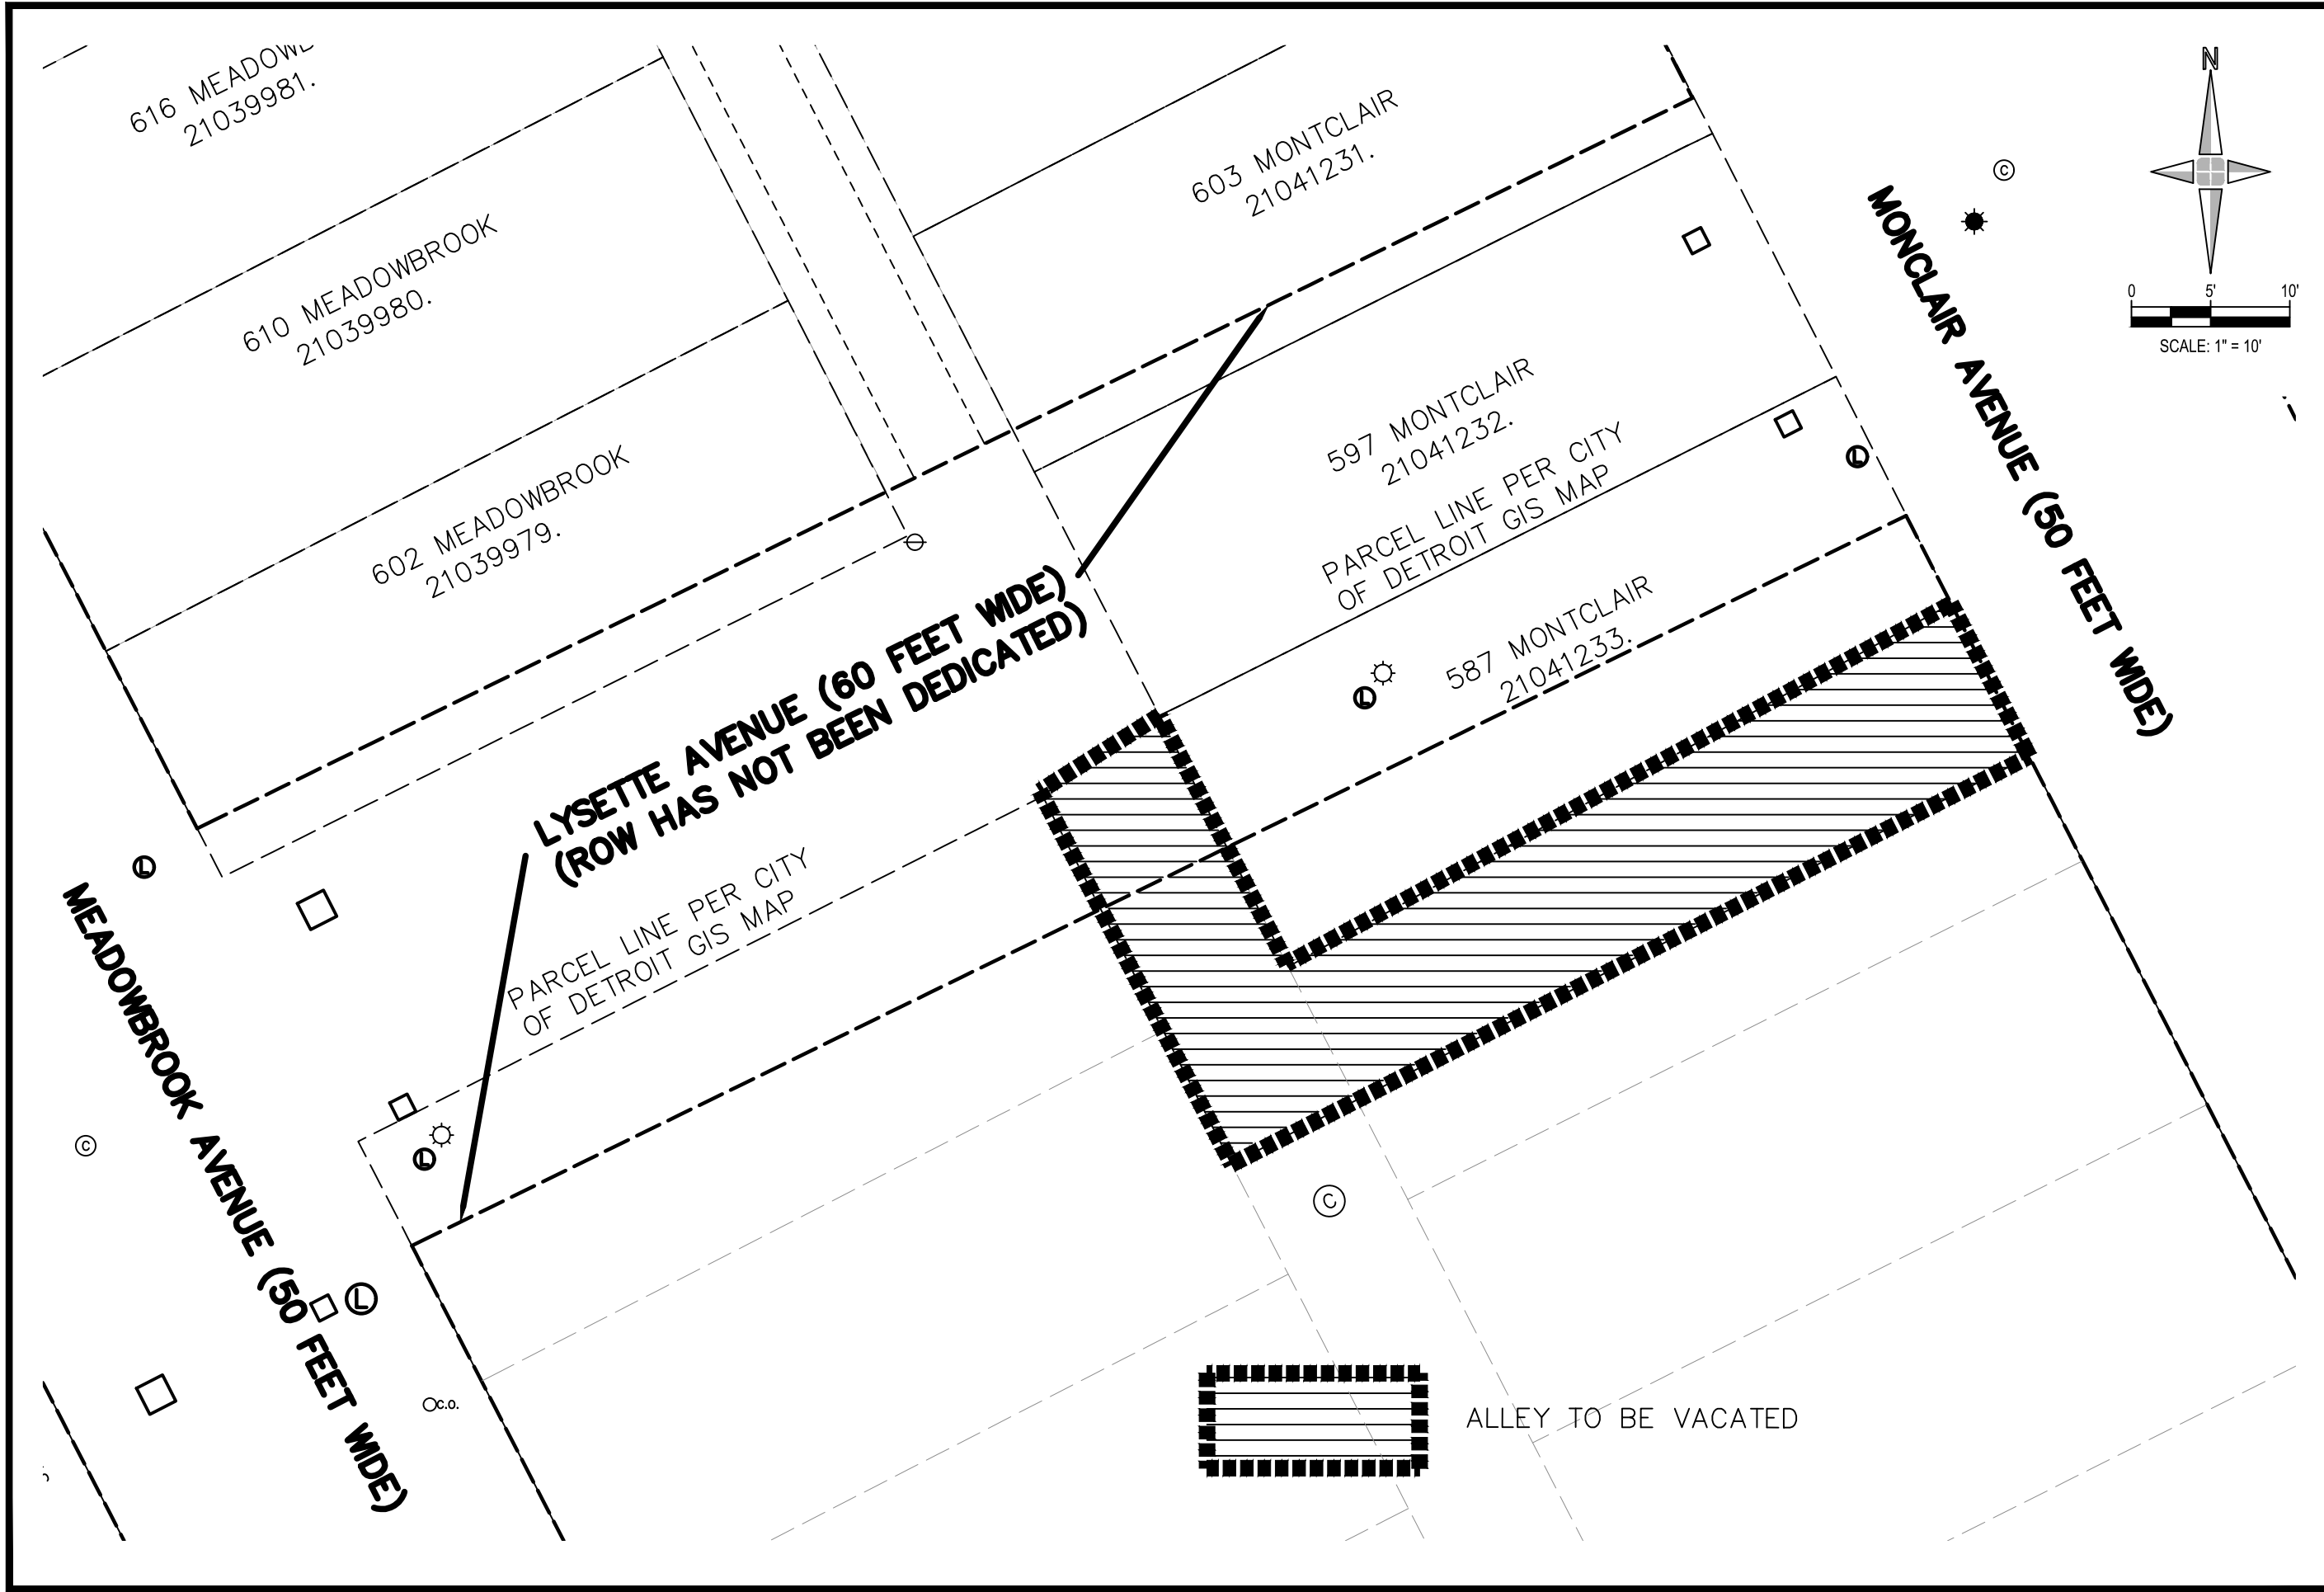 616 MEADOWB
21039981.
610 MEADOWBROOK
21039980.
602 MEADOWBROOK
21039979.
603 MONTCLAIR
21041231.
597 MONTCLAIR
21041232.
PARCEL LINE PER CITY
OF DETROIT GIS MAP
587 MONTCLAIR
21041233.
N
0 5' 10'
SCALE: 1" = 10'
MONCLAIR AVENUE (50 FEET WIDE)
LYSETTE AVENUE (60 FEET WIDE)
(ROW HAS NOT BEEN DEDICATED)
PARCEL LINE PER CITY
OF DETROIT GIS MAP
MEADOWBROOK AVENUE (50 FEET WIDE)
C
L
L
L
C
L
C
L
C.O.
ALLEY TO BE VACATED